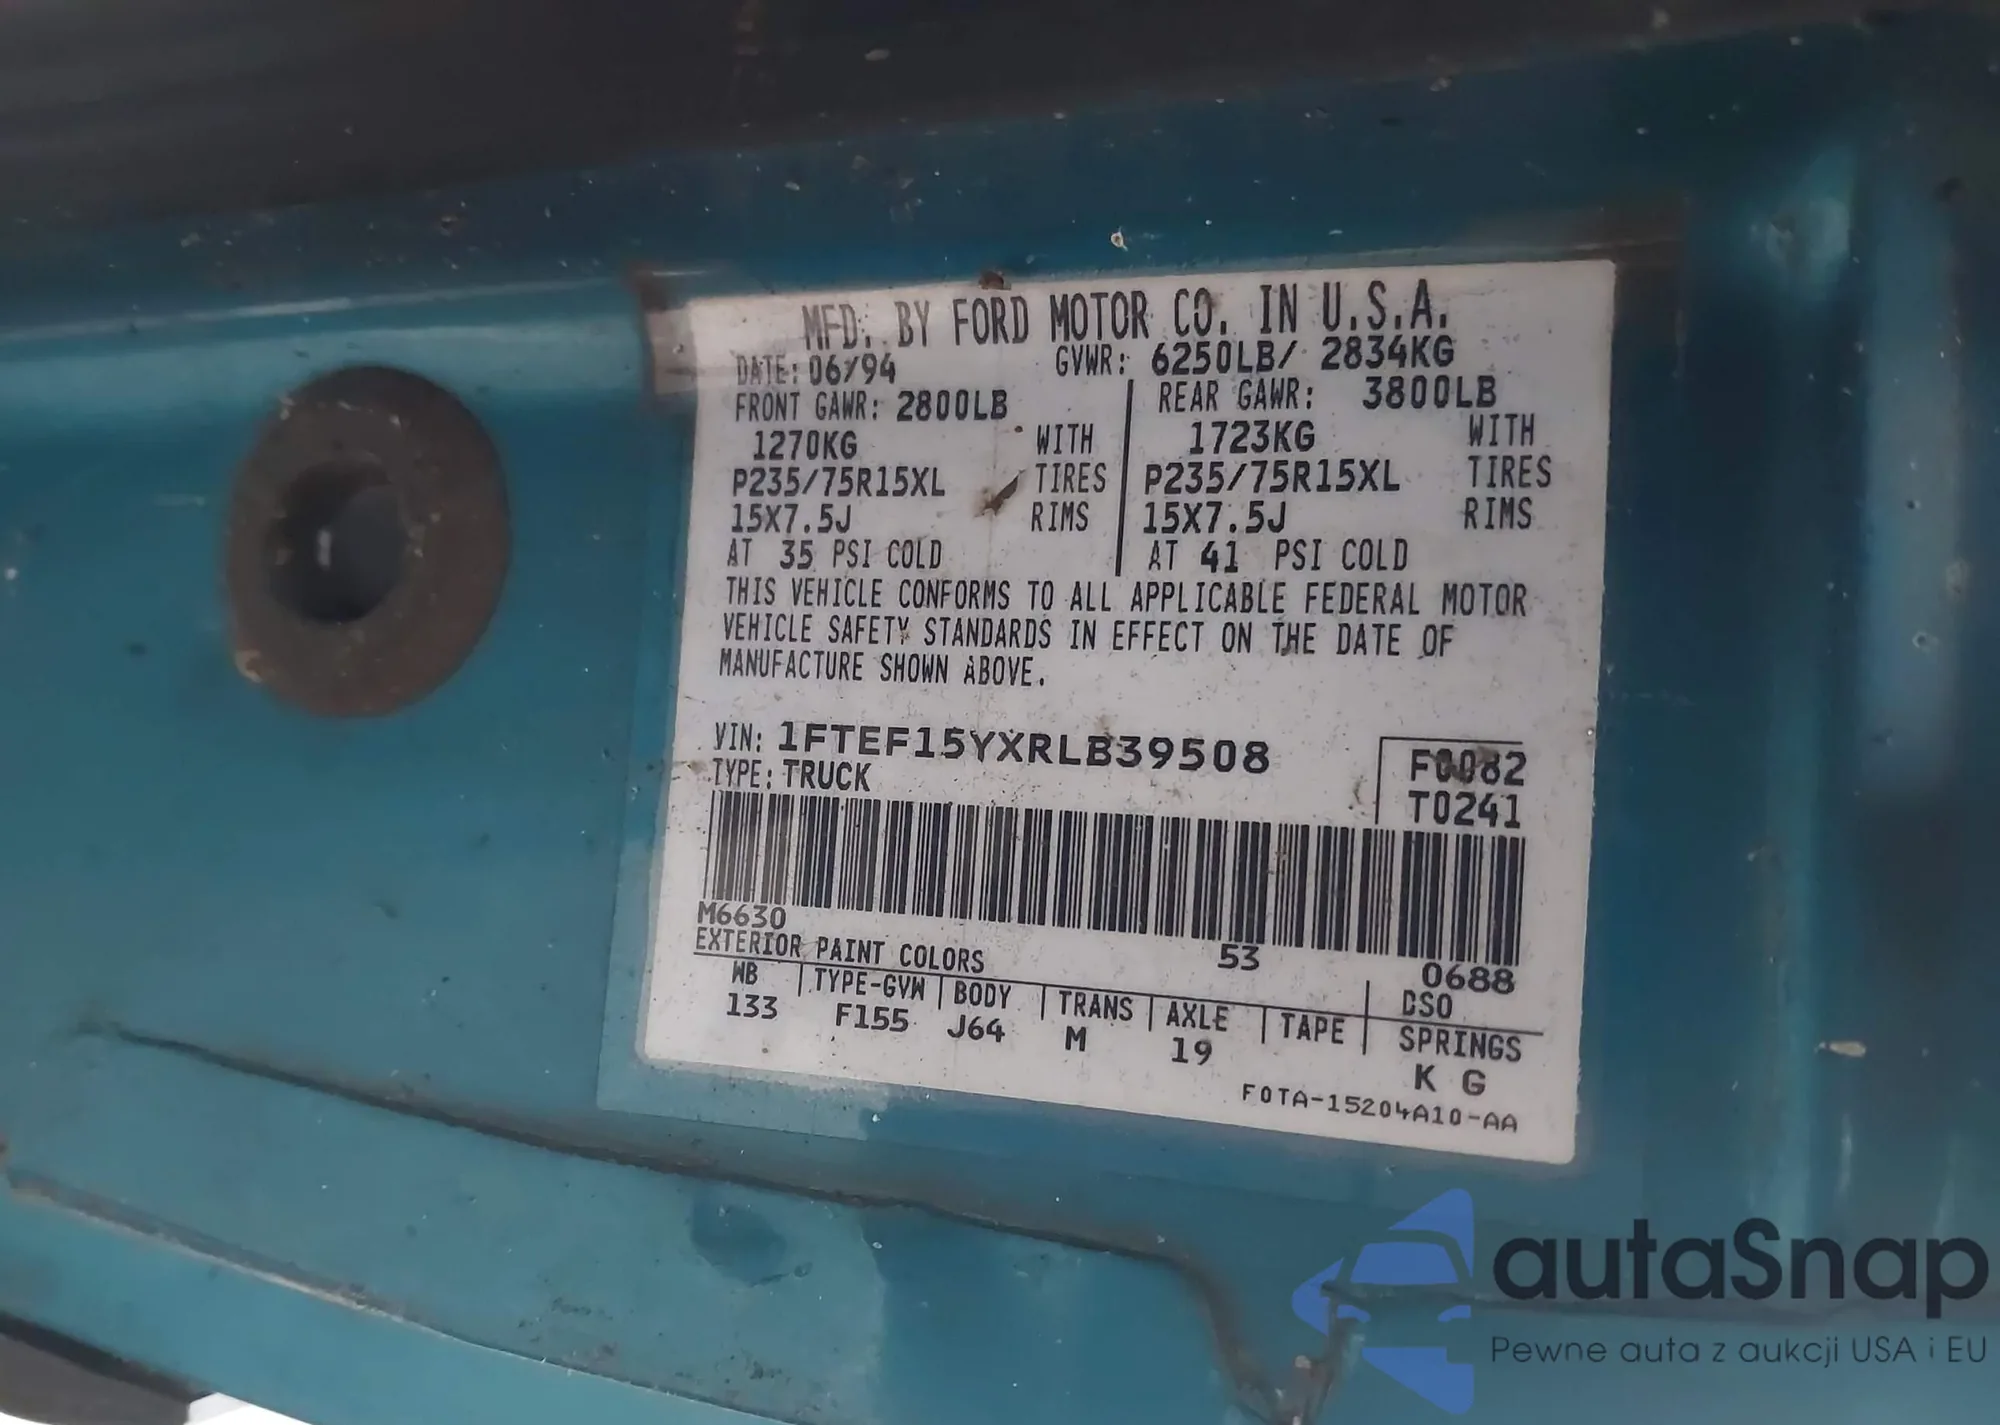 MFD. BY FORD MOTOR CO. IN U.S.A.
DATE: 06/94 GVWR: 6250LB/ 2834KG
FRONT GAWR: 2800LB REAR GAWR: 3800LB
1270KG WITH 1723KG WITH
P235/75R15XL TIRES P235/75R15XL TIRES
15X7.5J RIMS 15X7.5J RIMS
AT 35 PSI COLD AT 41 PSI COLD
THIS VEHICLE CONFORMS TO ALL APPLICABLE FEDERAL MOTOR
VEHICLE SAFETY STANDARDS IN EFFECT ON THE DATE OF
MANUFACTURE SHOWN ABOVE.
VIN: 1FTEF15YXRLB39508 F0082
TYPE: TRUCK T0241
M6630 53 0688
EXTERIOR PAINT COLORS DSO
WB TYPE-GVW BODY TRANS AXLE TAPE SPRINGS
133 F155 J64 M 19 K G
F0TA-15204A10-AA
autaSnap
Pewne auta z aukcji USA i EU